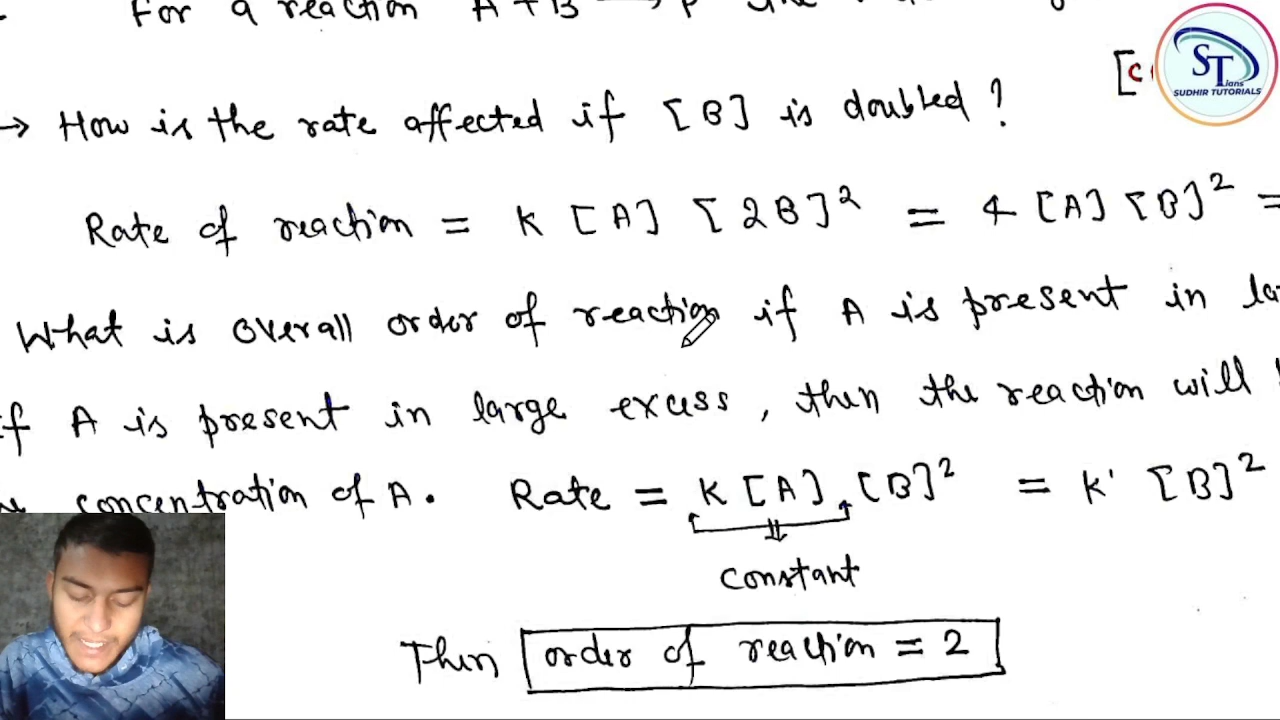 For a reaction A + B → P
[c
ST
ians
SUDHIR TUTORIALS
→ How is the rate affected if [B] is doubled?
Rate of reaction = K [A] [2B]² = 4 [A] [B]² =
What is overall order of reaction if A is present in la
if A is present in large excess, then the reaction will
concentration of A. Rate = K [A] [B]² = K' [B]²
constant
Then order of reaction = 2